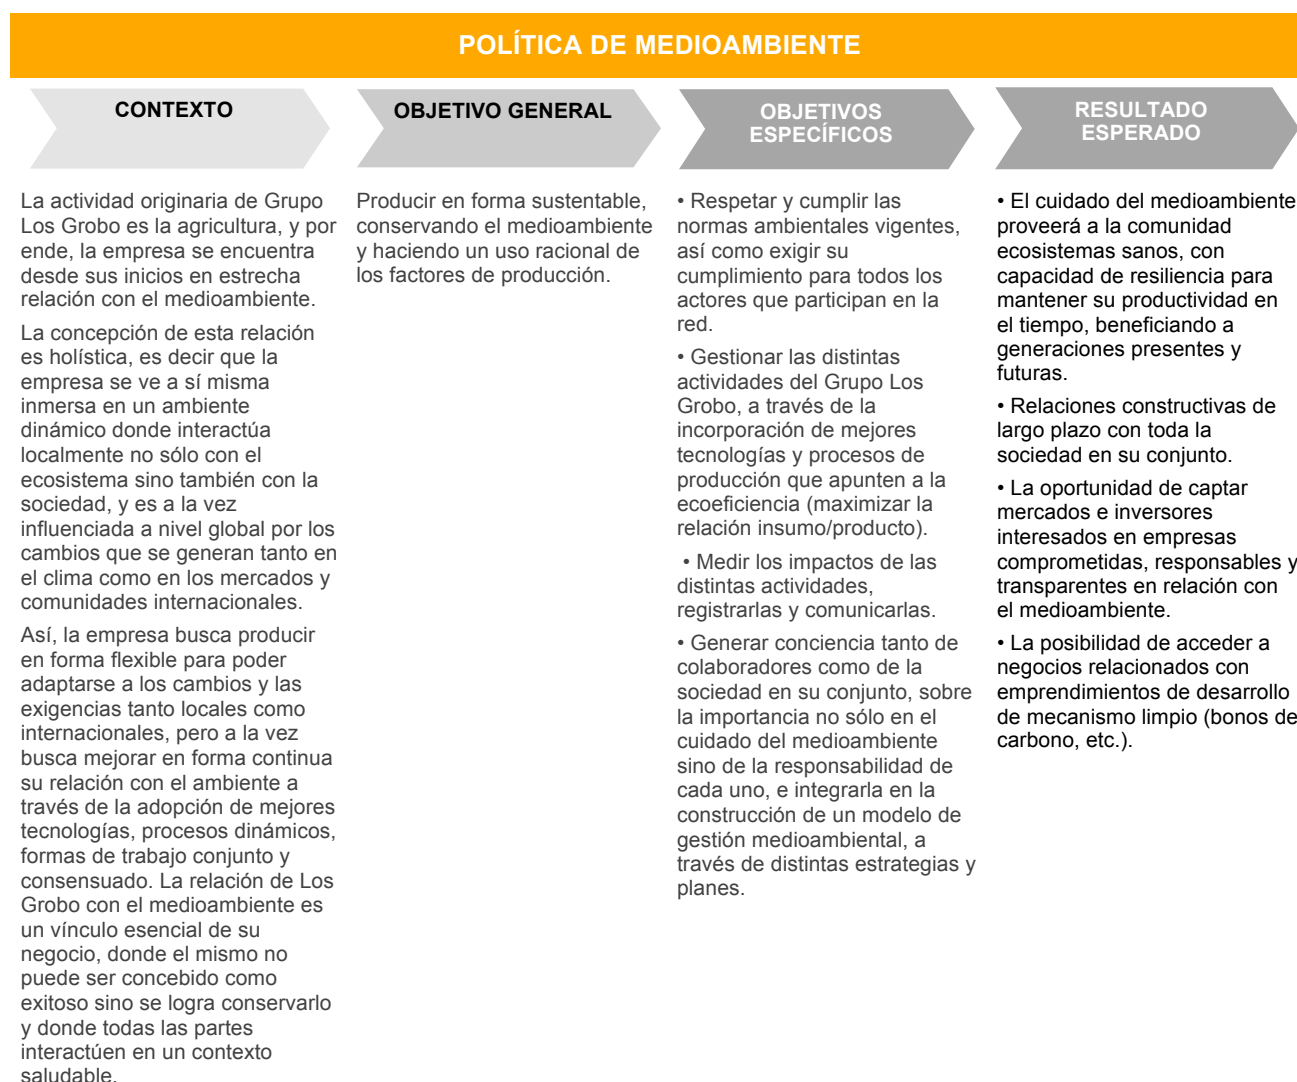 POLÍTICA DE MEDIOAMBIENTE
CONTEXTO
La actividad originaria de Grupo
Los Grobo es la agricultura, y por
ende, la empresa se encuentra
desde sus inicios en estrecha
relación con el medioambiente.
La concepción de esta relación
es holística, es decir que la
empresa se ve a sí misma
inmersa en un ambiente
dinámico donde interactúa
localmente no sólo con el
ecosistema sino también con la
sociedad, y es a la vez
influenciada a nivel global por los
cambios que se generan tanto en
el clima como en los mercados y
comunidades internacionales.
Así, la empresa busca producir
en forma flexible para poder
adaptarse a los cambios y las
exigencias tanto locales como
internacionales, pero a la vez
busca mejorar en forma continua
su relación con el ambiente a
través de la adopción de mejores
tecnologías, procesos dinámicos,
formas de trabajo conjunto y
consensuado. La relación de Los
Grobo con el medioambiente es
un vínculo esencial de su
negocio, donde el mismo no
puede ser concebido como
exitoso sino se logra conservarlo
y donde todas las partes
interactúen en un contexto
saludable.
OBJETIVO GENERAL
Producir en forma sustentable,
conservando el medioambiente
y haciendo un uso racional de
los factores de producción.
OBJETIVOS
ESPECÍFICOS
• Respetar y cumplir las
normas ambientales vigentes,
así como exigir su
cumplimiento para todos los
actores que participan en la
red.
• Gestionar las distintas
actividades del Grupo Los
Grobo, a través de la
incorporación de mejores
tecnologías y procesos de
producción que apunten a la
ecoeficiencia (maximizar la
relación insumo/producto).
• Medir los impactos de las
distintas actividades,
registrarlas y comunicarlas.
• Generar conciencia tanto de
colaboradores como de la
sociedad en su conjunto, sobre
la importancia no sólo en el
cuidado del medioambiente
sino de la responsabilidad de
cada uno, e integrarla en la
construcción de un modelo de
gestión medioambiental, a
través de distintas estrategias y
planes.
RESULTADO
ESPERADO
• El cuidado del medioambiente
proveerá a la comunidad
ecosistemas sanos, con
capacidad de resiliencia para
mantener su productividad en
el tiempo, beneficiando a
generaciones presentes y
futuras.
• Relaciones constructivas de
largo plazo con toda la
sociedad en su conjunto.
• La oportunidad de captar
mercados e inversores
interesados en empresas
comprometidas, responsables y
transparentes en relación con
el medioambiente.
• La posibilidad de acceder a
negocios relacionados con
emprendimientos de desarrollo
de mecanismo limpio (bonos de
carbono, etc.).